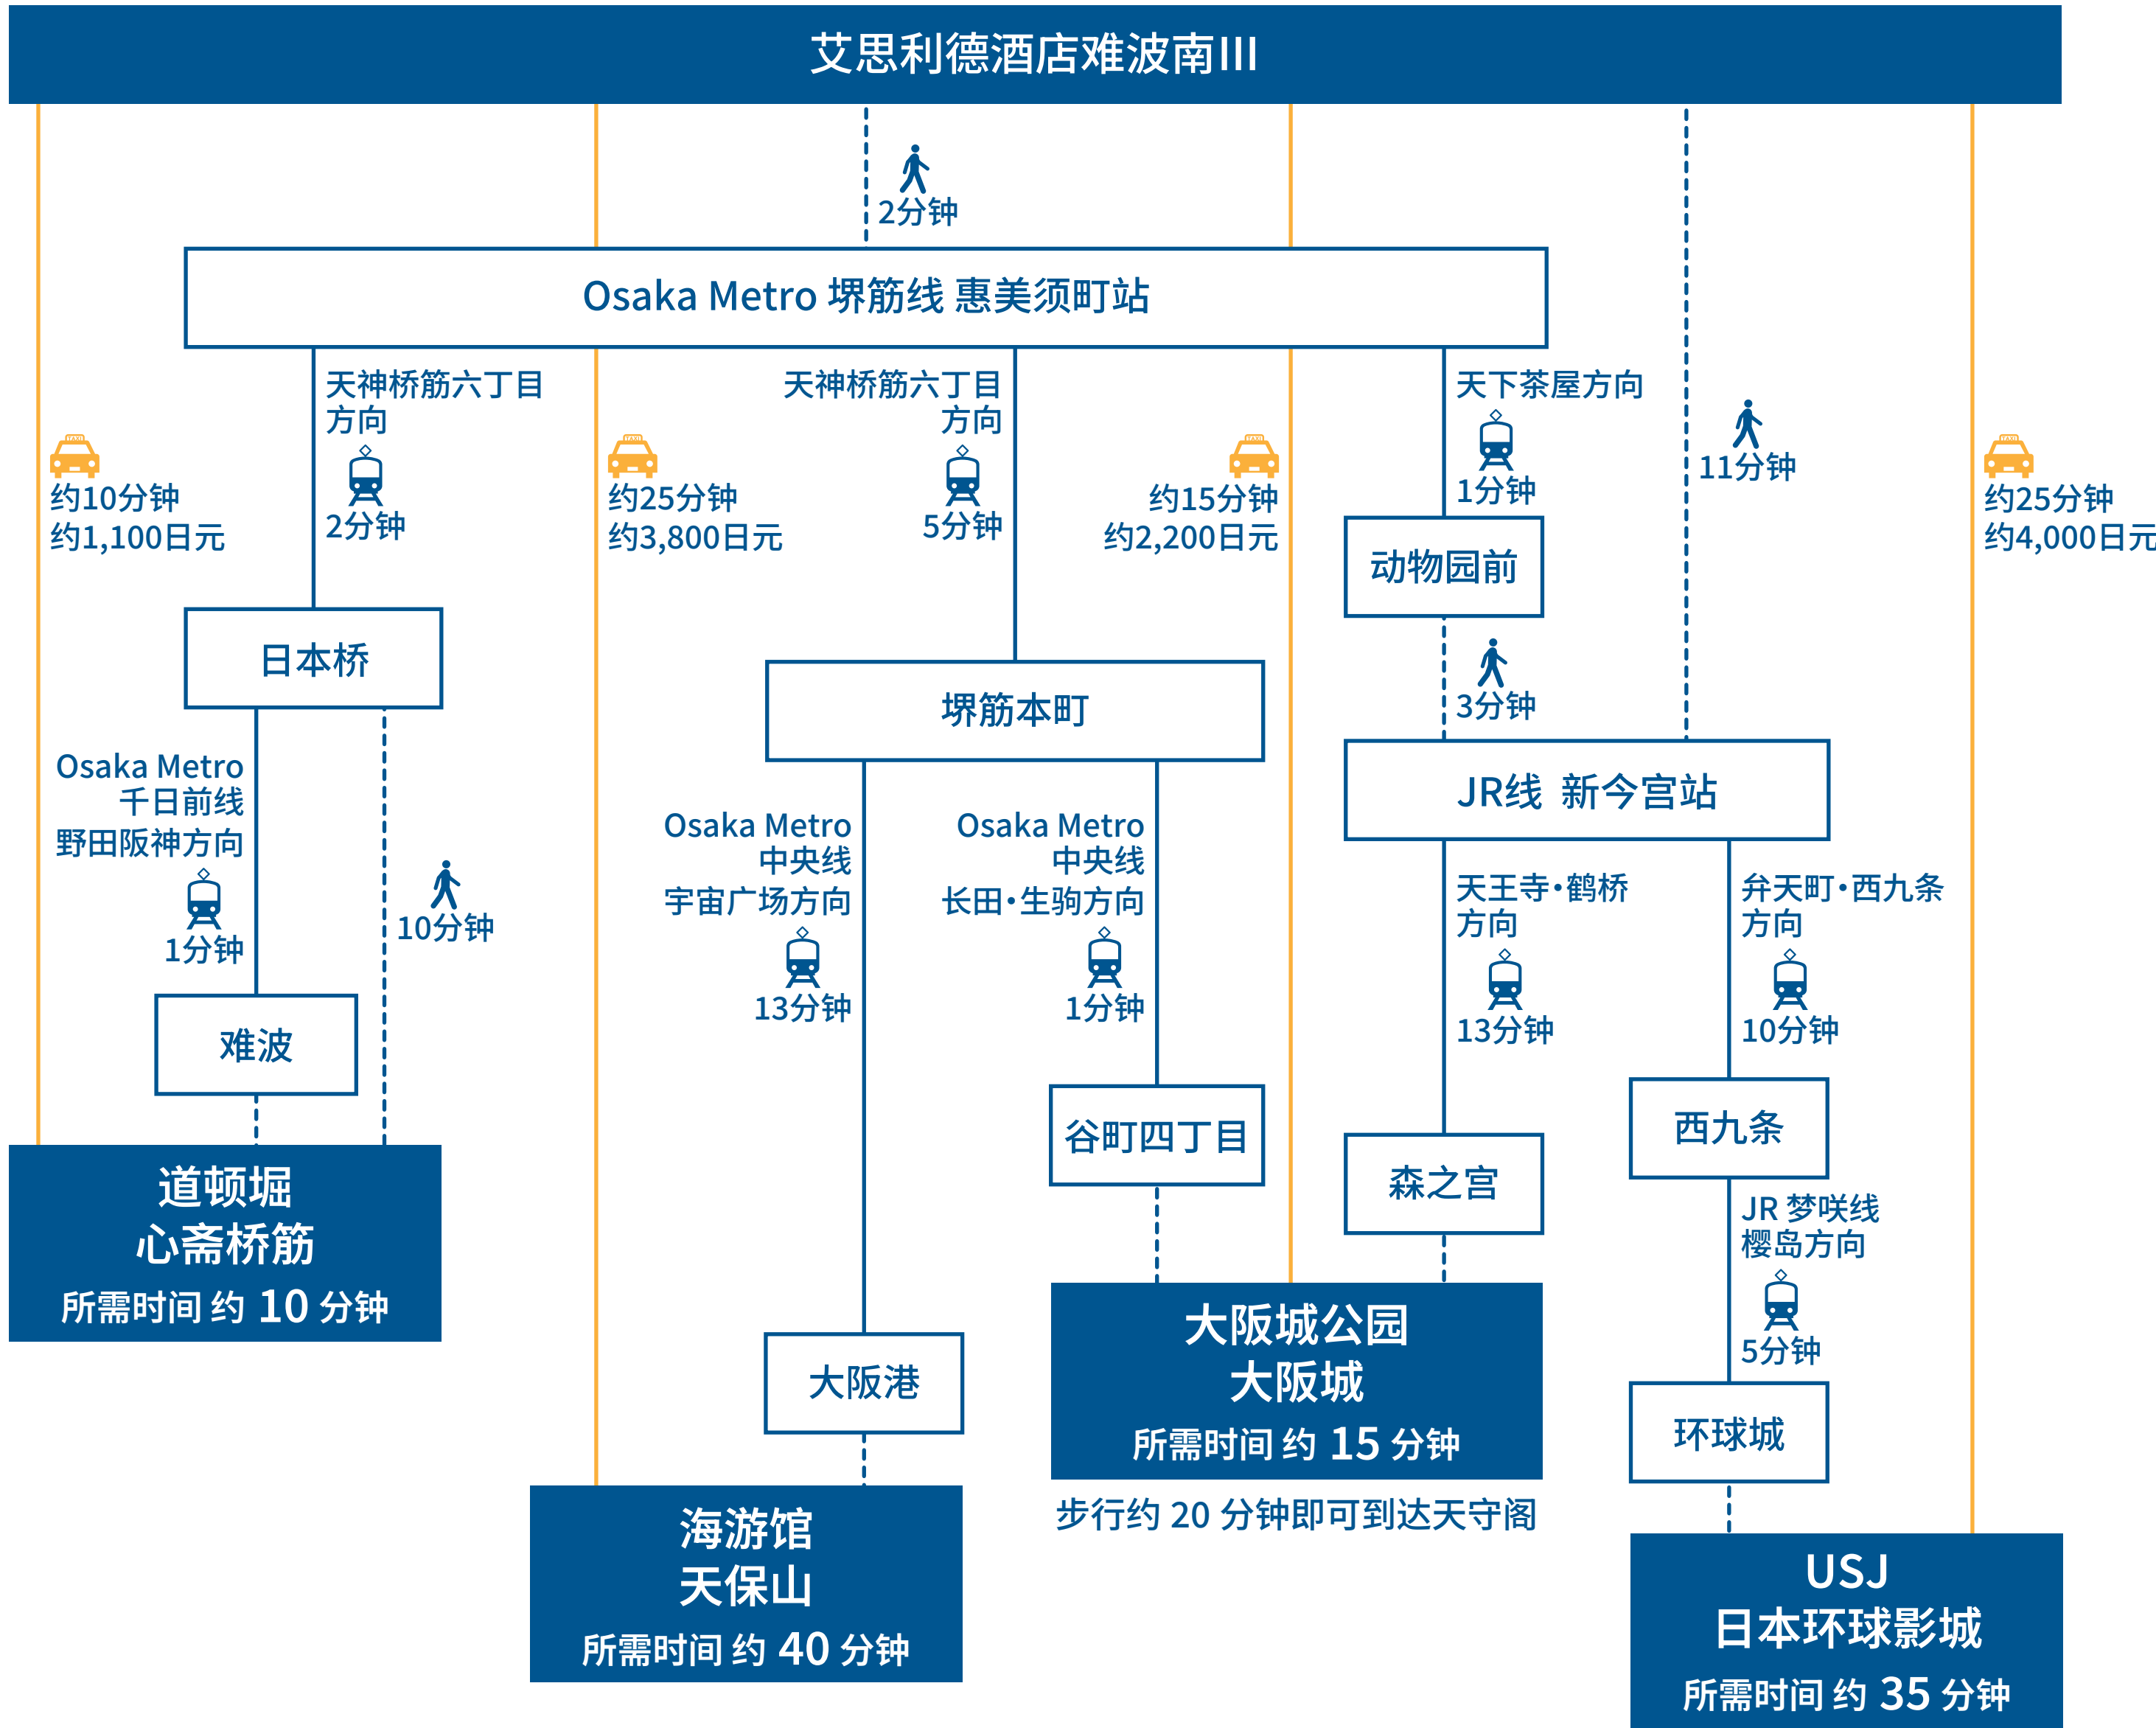 艾思利德酒店难波南III
2分钟
Osaka Metro 堺筋线 惠美须町站
天神桥筋六丁目
方向
2分钟
天神桥筋六丁目
方向
5分钟
天下茶屋方向
1分钟
11分钟
TAXI
约10分钟
约1,100日元
TAXI
约25分钟
约3,800日元
TAXI
约15分钟
约2,200日元
TAXI
约25分钟
约4,000日元
动物园前
3分钟
日本桥
堺筋本町
JR线 新今宫站
Osaka Metro
千日前线
野田阪神方向
1分钟
10分钟
Osaka Metro
中央线
宇宙广场方向
13分钟
Osaka Metro
中央线
长田・生驹方向
1分钟
天王寺・鹤桥
方向
13分钟
弁天町・西九条
方向
10分钟
难波
谷町四丁目
森之宫
西九条
JR 梦咲线
樱岛方向
5分钟
道顿堀
心斋桥筋
所需时间 约 10 分钟
大阪港
大阪城公园
大阪城
所需时间 约 15 分钟
步行约 20 分钟即可到达天守阁
环球城
海游馆
天保山
所需时间 约 40 分钟
USJ
日本环球影城
所需时间 约 35 分钟